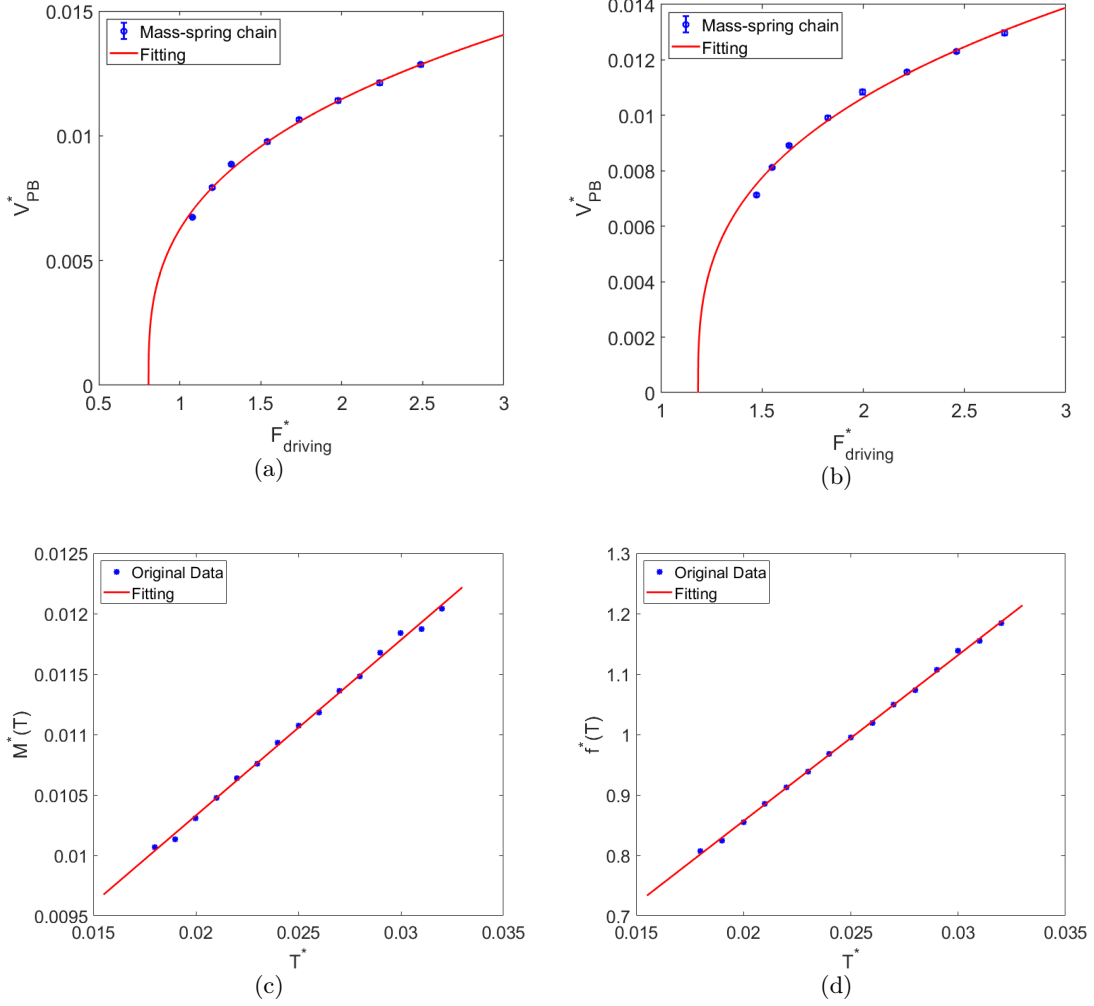 Mass-spring chain
Fitting
0.015
0.01
0.005
0
V*PB
0.5 1 1.5 2 2.5 3
F*driving
(a)
Mass-spring chain
Fitting
0.014
0.012
0.01
0.008
0.006
0.004
0.002
0
V*PB
1 1.5 2 2.5 3
F*driving
(b)
Original Data
Fitting
0.0125
0.012
0.0115
0.011
0.0105
0.01
0.0095
M*(T)
0.015 0.02 0.025 0.03 0.035
T*
(c)
Original Data
Fitting
1.3
1.2
1.1
1
0.9
0.8
0.7
f*(T)
0.015 0.02 0.025 0.03 0.035
T*
(d)